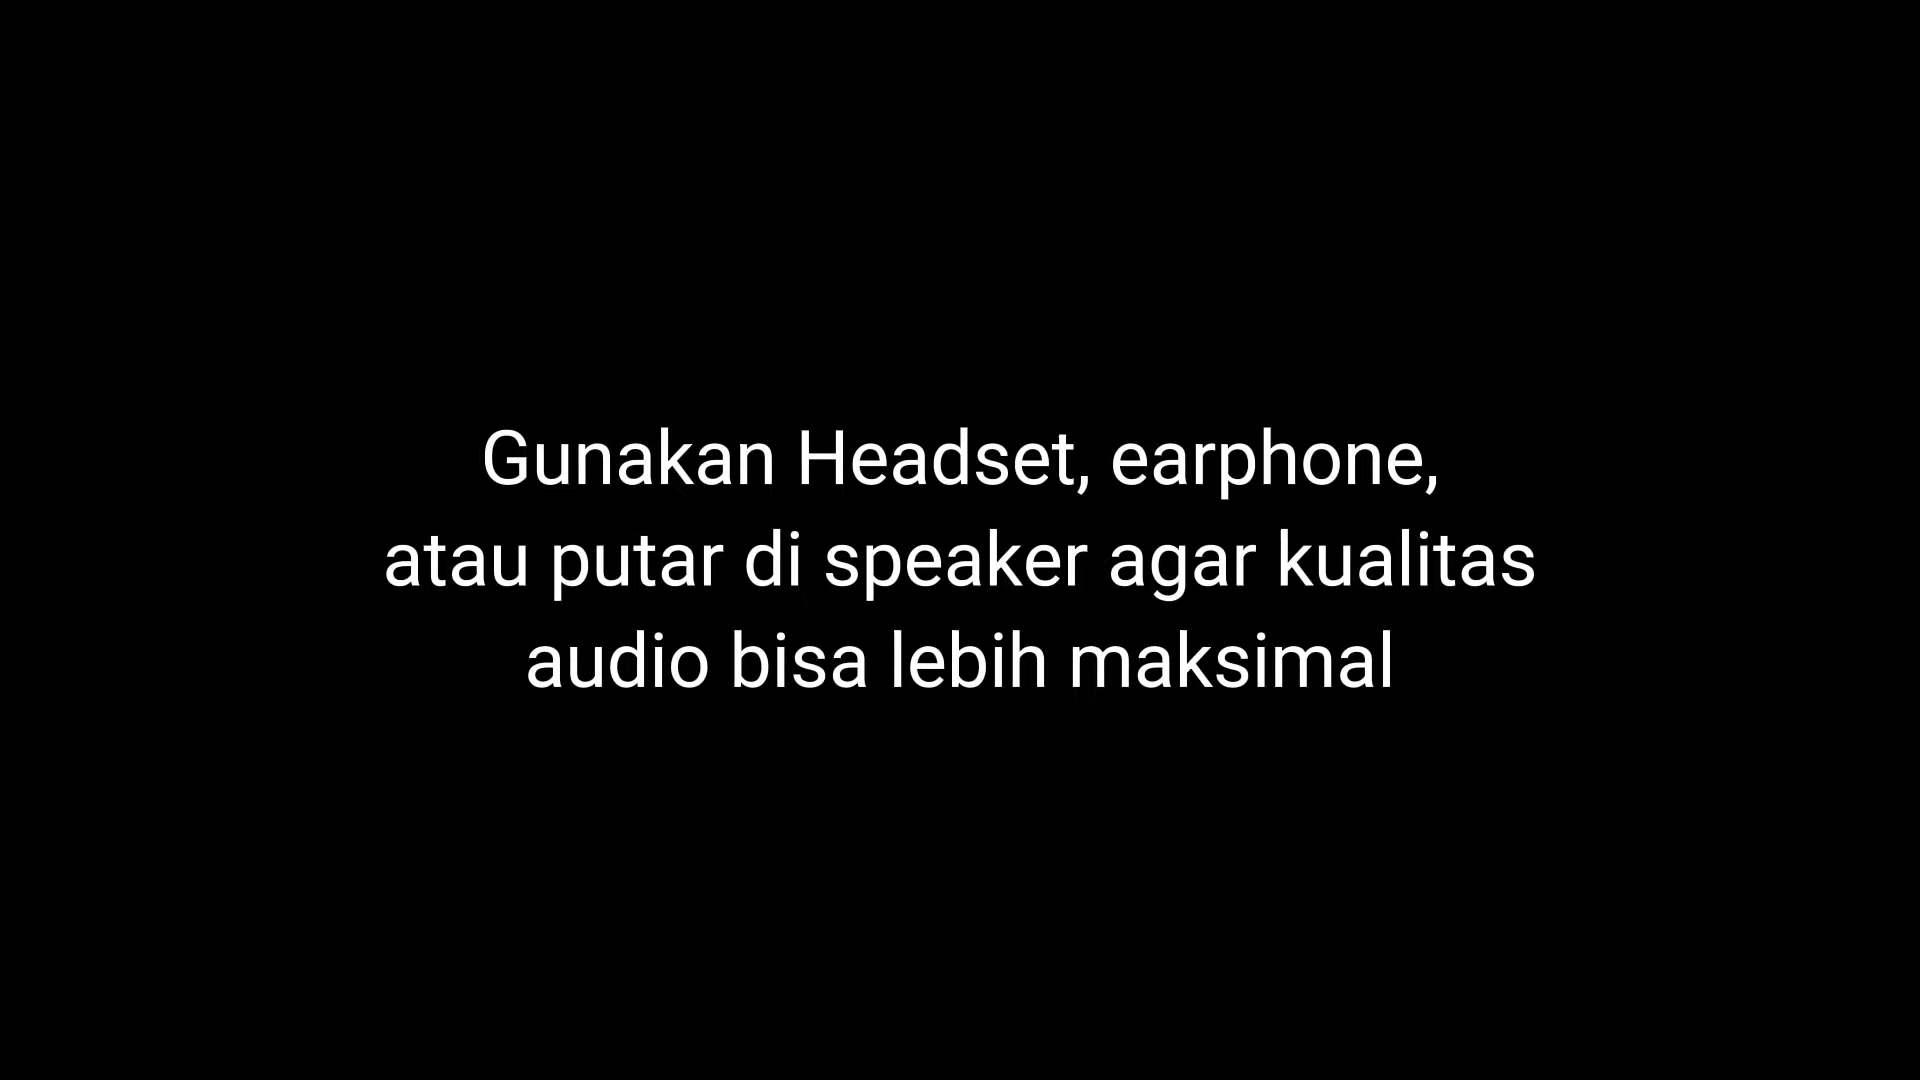 Gunakan Headset, earphone,
atau putar di speaker agar kualitas
audio bisa lebih maksimal